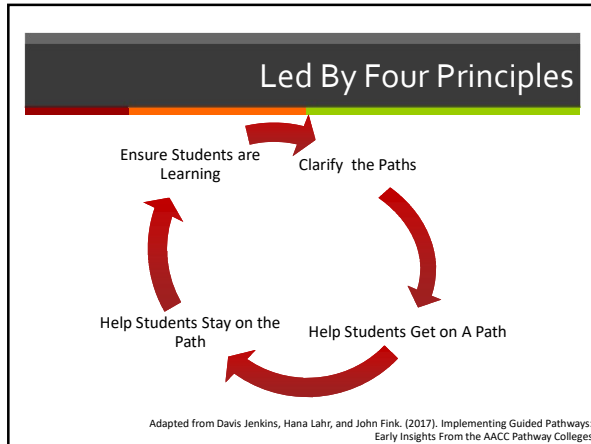 Led By Four Principles
Ensure Students are
Learning
Clarify  the Paths
Help Students Get on A Path
Help Students Stay on the
Path
Adapted from Davis Jenkins, Hana Lahr, and John Fink. (2017). Implementing Guided Pathways:
Early Insights From the AACC Pathway Colleges